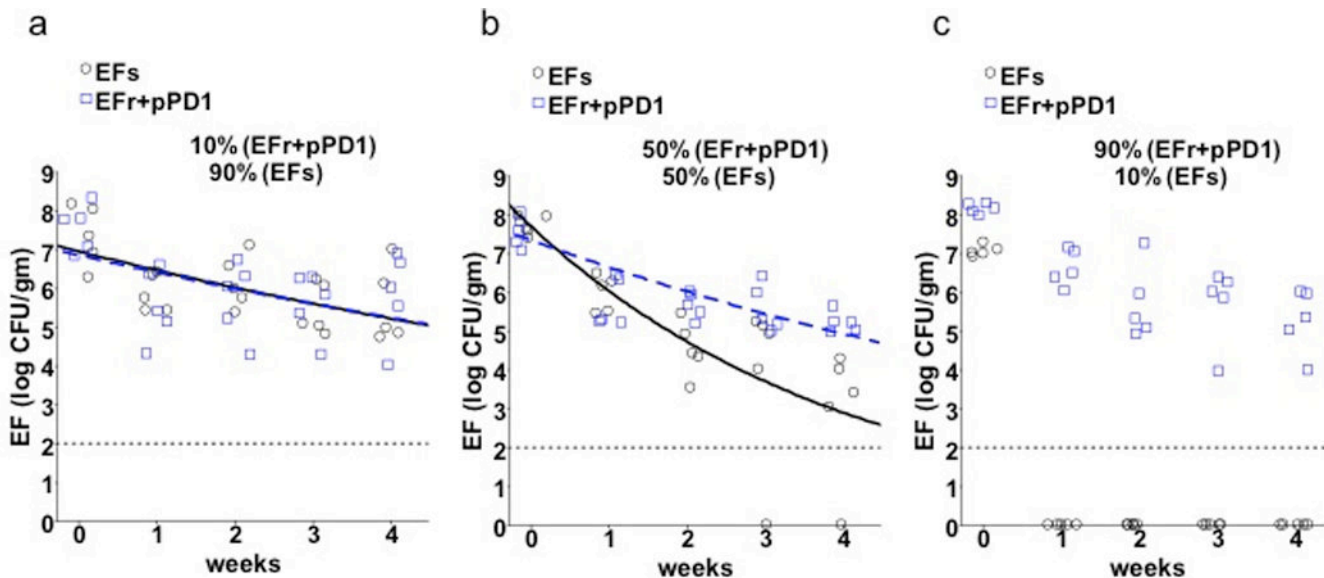 a
EFs
EFr+pPD1
10% (EFr+pPD1)
90% (EFs)
EF (log CFU/gm)
9
8
7
6
5
4
3
2
1
0
0 1 2 3 4
weeks
b
EFs
EFr+pPD1
50% (EFr+pPD1)
50% (EFs)
EF (log CFU/gm)
9
8
7
6
5
4
3
2
1
0
0 1 2 3 4
weeks
c
EFs
EFr+pPD1
90% (EFr+pPD1)
10% (EFs)
EF (log CFU/gm)
9
8
7
6
5
4
3
2
1
0
0 1 2 3 4
weeks